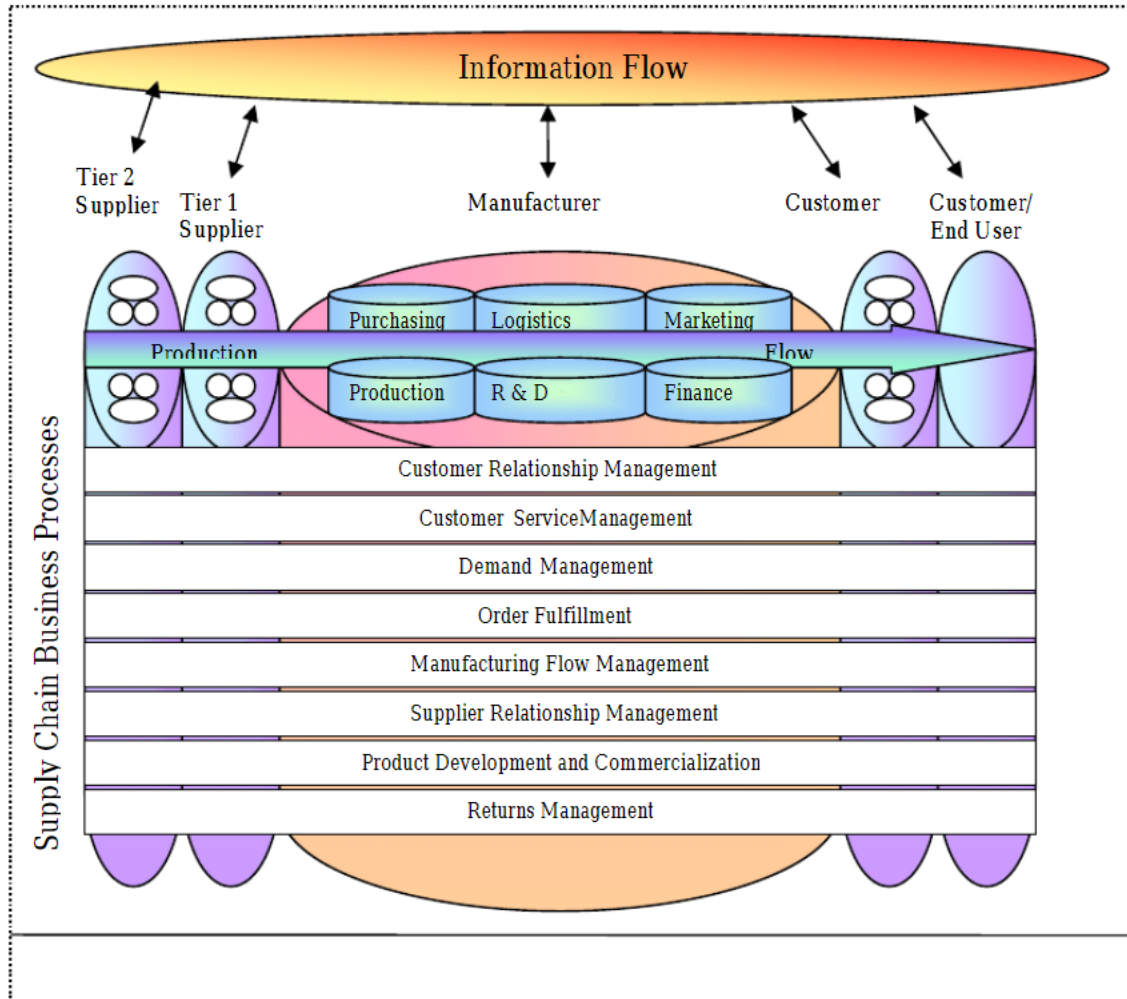 Information Flow
Tier 2
Supplier
Tier 1
Supplier
Manufacturer
Customer
Customer/
End User
Purchasing
Logistics
Marketing
Production
Flow
Production
R & D
Finance
Supply Chain Business Processes
Customer Relationship Management
Customer ServiceManagement
Demand Management
Order Fulfillment
Manufacturing Flow Management
Supplier Relationship Management
Product Development and Commercialization
Returns Management